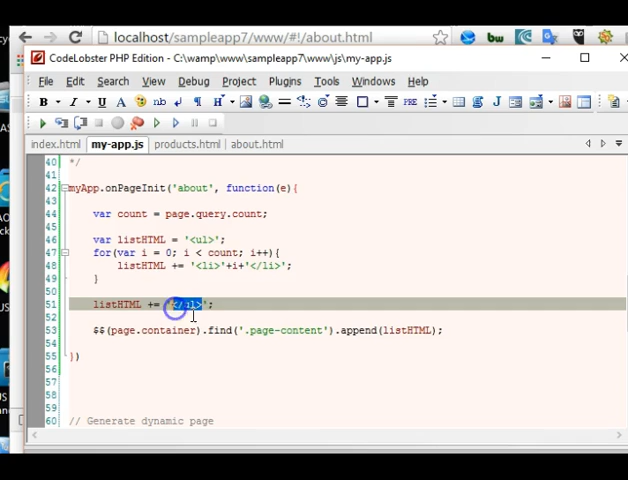 localhost/sampleapp7/www/#!/about.html
CodeLobster PHP Edition - C:\wamp\www\sampleapp7\www\js\my-app.js
File Edit Search View Debug Project Plugins Tools Windows Help
B I U A nb PRE
index.html my-app.js products.html about.html
40 */
41
42 myApp.onPageInit('about', function(e){
43
44 var count = page.query.count;
45
46 var listHTML = '<ul>';
47 for(var i = 0; i < count; i++){
48 listHTML += '<li>'+i+'</li>';
49 }
50
51 listHTML += '</ul>';
52
53 $$(page.container).find('.page-content').append(listHTML);
54
55 })
56
57
58
59
60 // Generate dynamic page